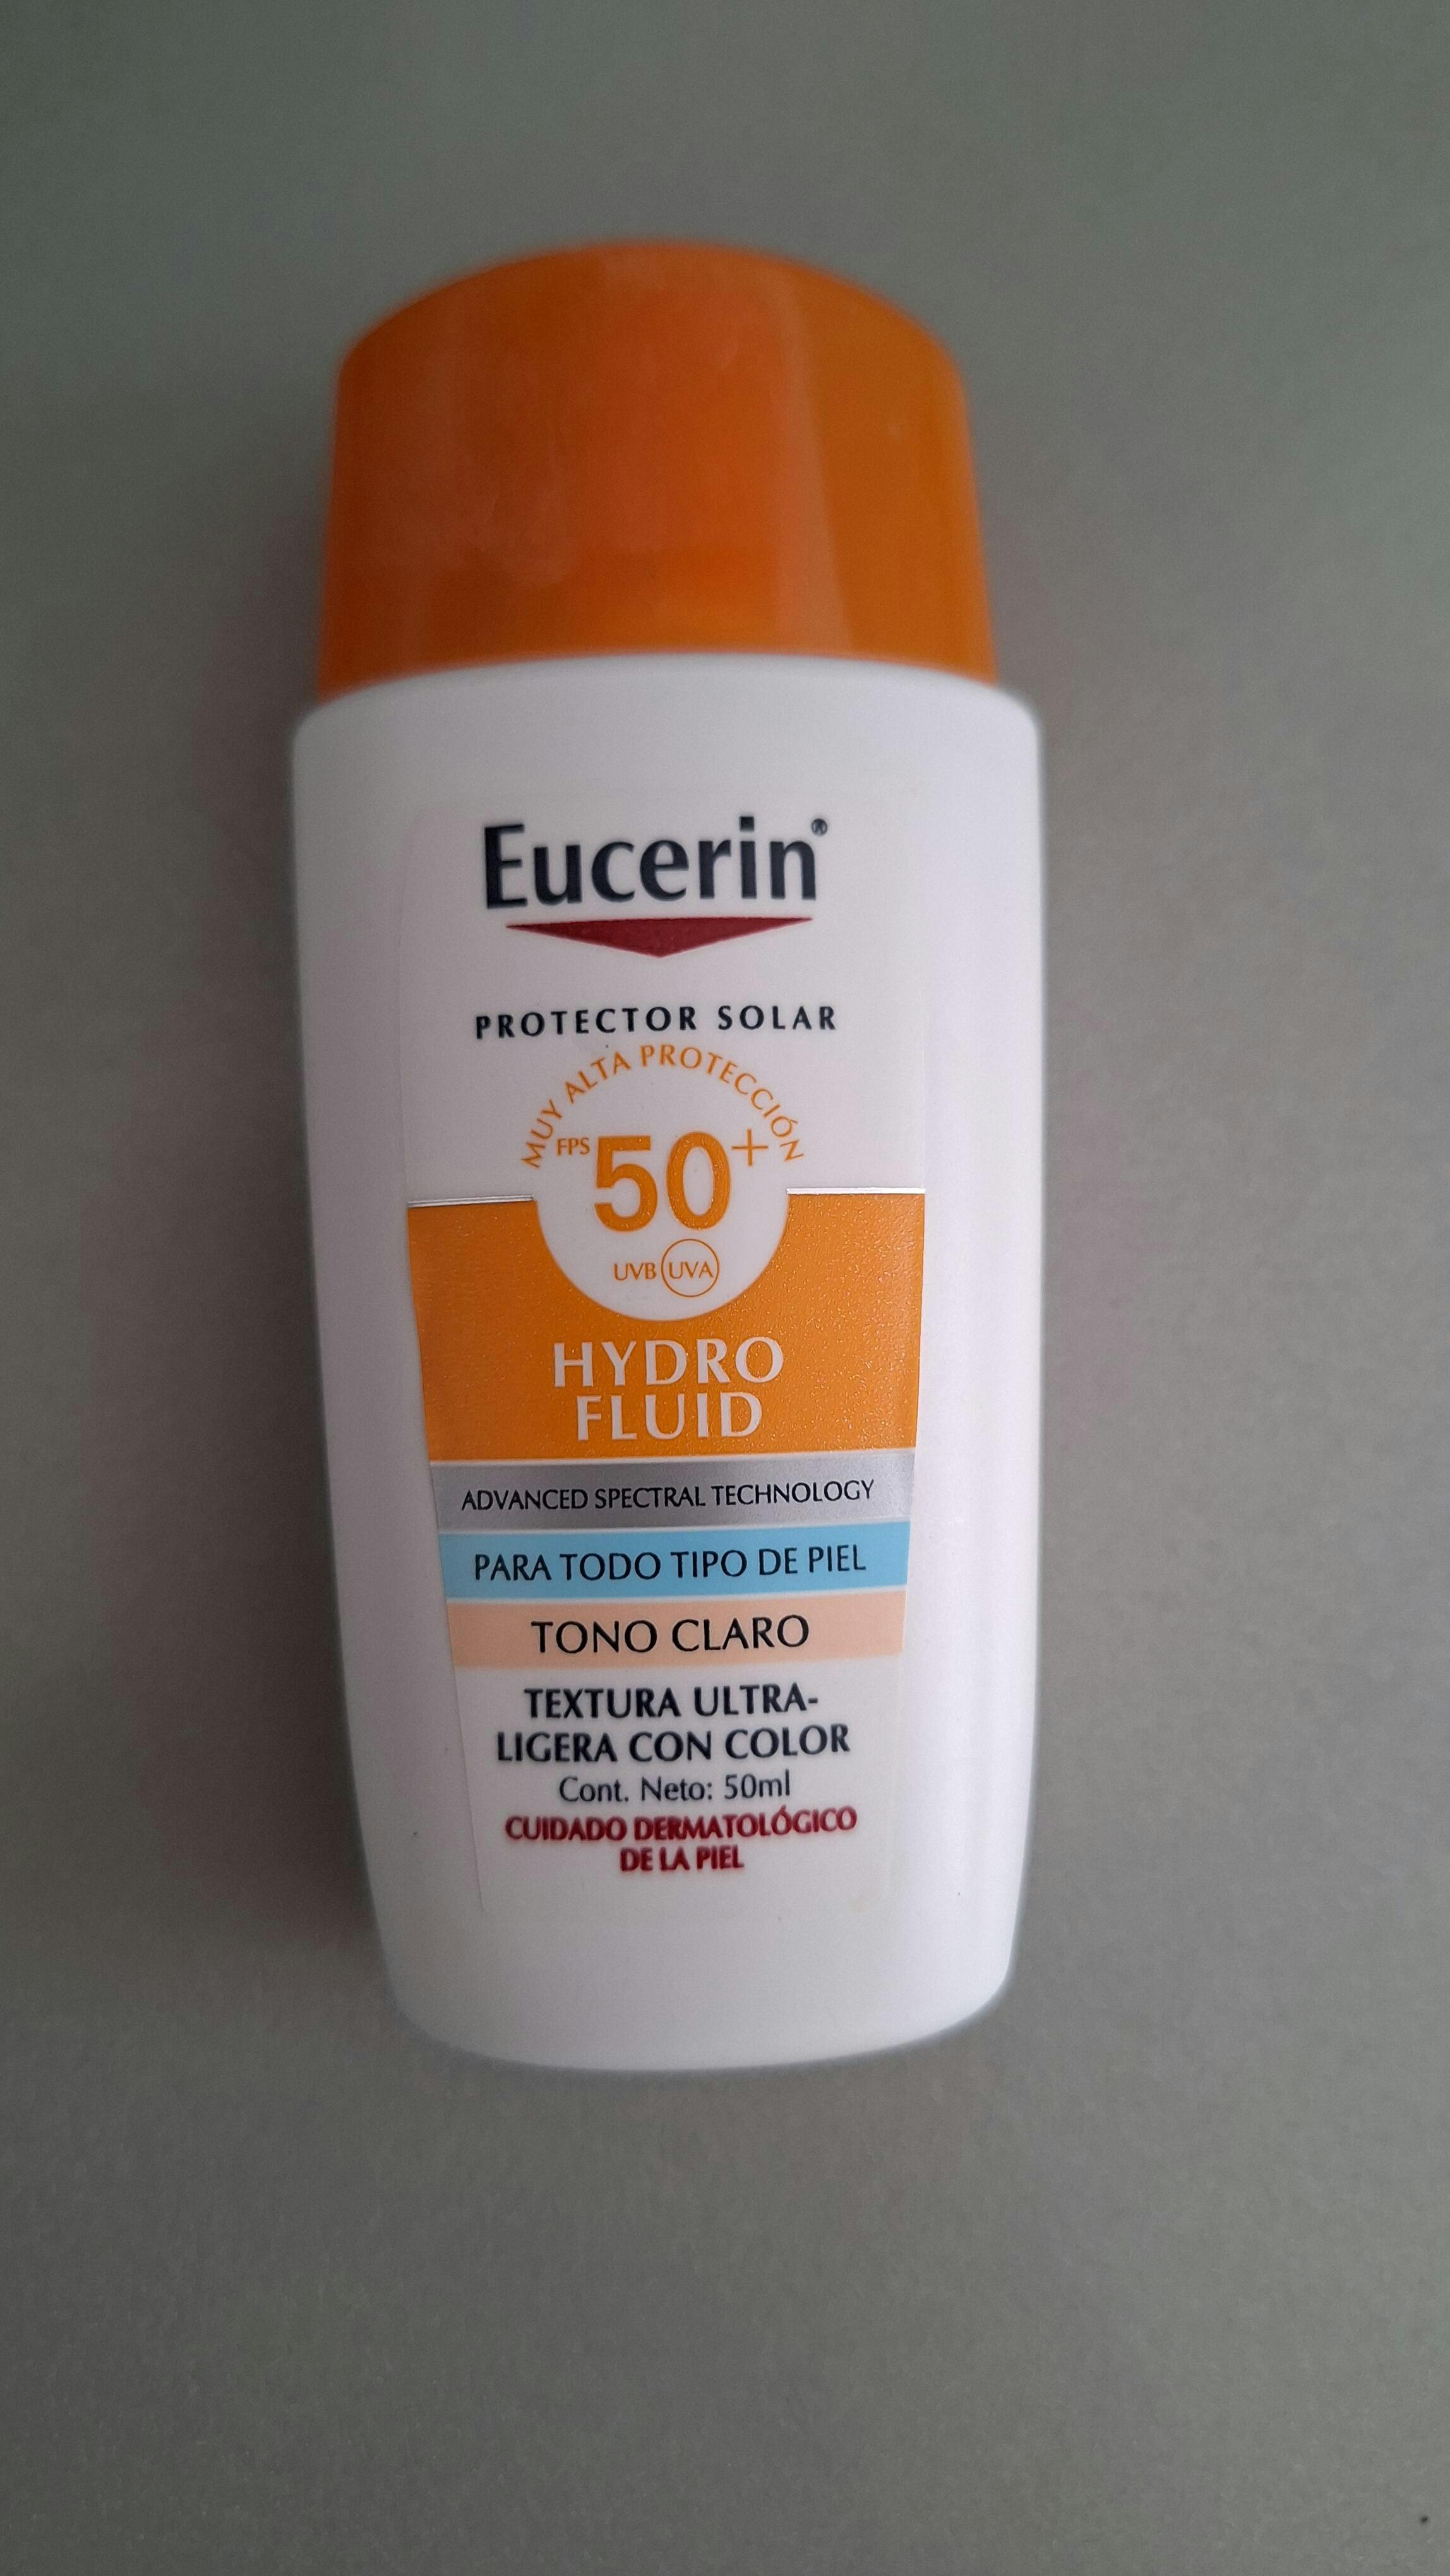 Eucerin®
PROTECTOR SOLAR
MUY ALTA PROTECCIÓN
FPS 50+
UVB UVA
HYDRO
FLUID
ADVANCED SPECTRAL TECHNOLOGY
PARA TODO TIPO DE PIEL
TONO CLARO
TEXTURA ULTRA-
LIGERA CON COLOR
Cont. Neto: 50ml
CUIDADO DERMATOLÓGICO
DE LA PIEL